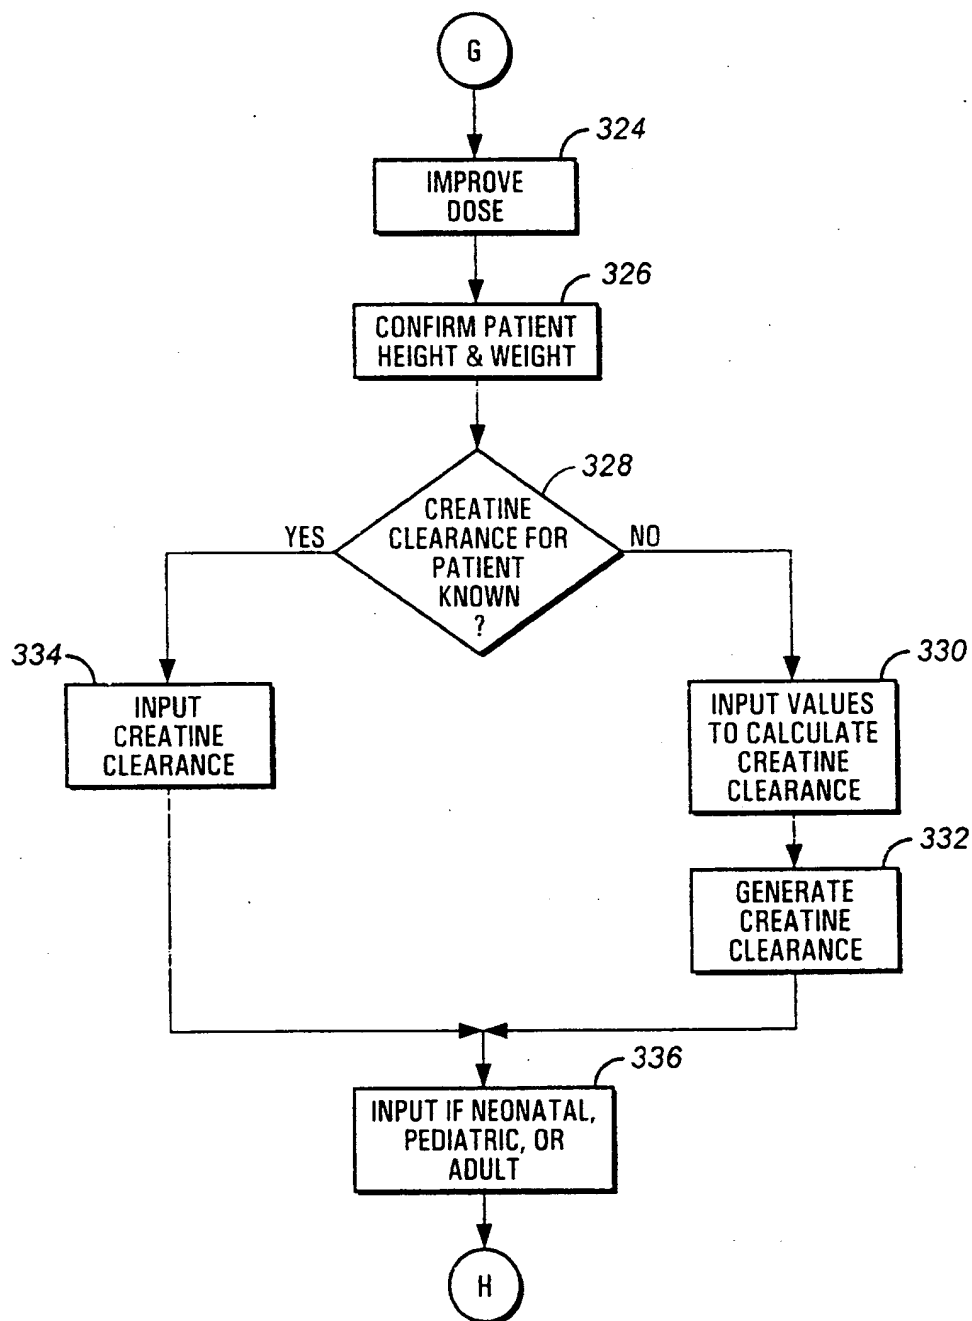 G
324
IMPROVE
DOSE
326
CONFIRM PATIENT
HEIGHT & WEIGHT
328
CREATINE
CLEARANCE FOR
PATIENT
KNOWN
?
YES
NO
334
INPUT
CREATINE
CLEARANCE
330
INPUT VALUES
TO CALCULATE
CREATINE
CLEARANCE
332
GENERATE
CREATINE
CLEARANCE
336
INPUT IF NEONATAL,
PEDIATRIC, OR
ADULT
H